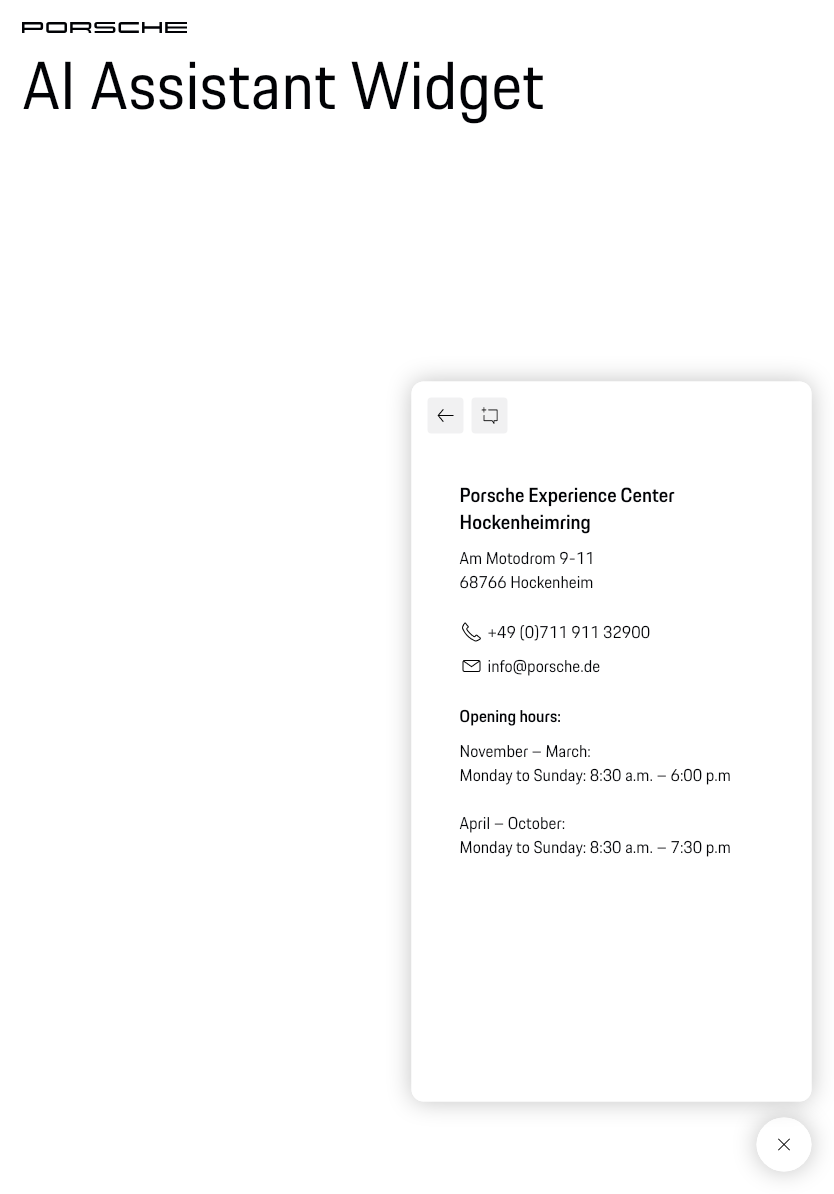 PORSCHE
AI Assistant Widget
Porsche Experience Center
Hockenheimring
Am Motodrom 9-11
68766 Hockenheim
+49 (0)711 911 32900
info@porsche.de
Opening hours:
November – March:
Monday to Sunday: 8:30 a.m. – 6:00 p.m
April – October:
Monday to Sunday: 8:30 a.m. – 7:30 p.m